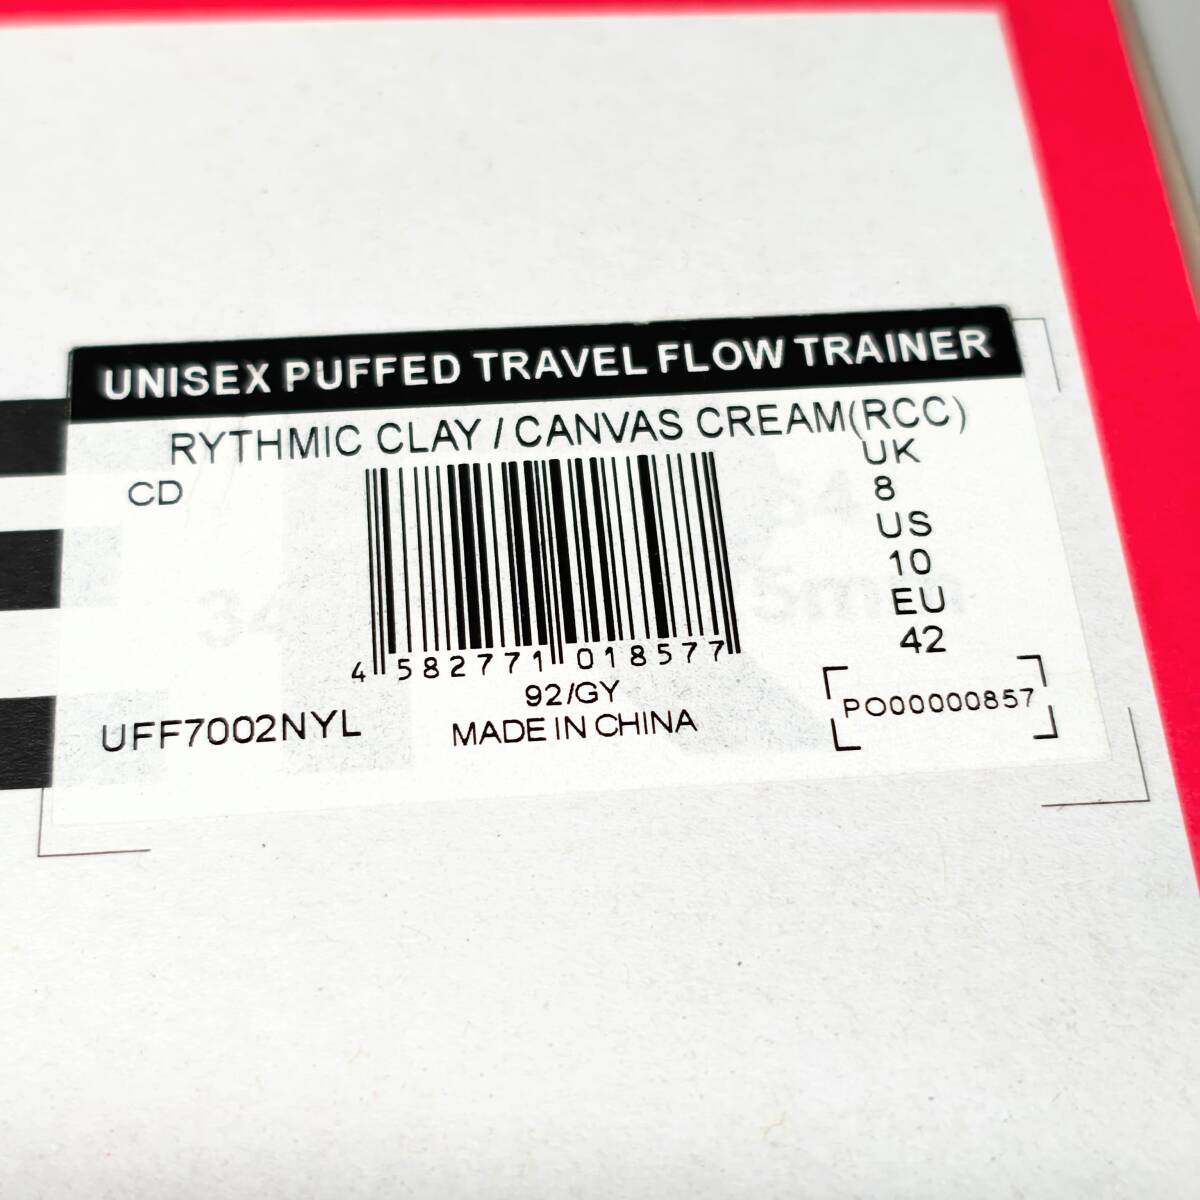 UNISEX PUFFED TRAVEL FLOW TRAINER
RYTHMIC CLAY / CANVAS CREAM(RCC)
CD
UK
8
US
10
EU
42
4 582771 018577
92/GY
MADE IN CHINA
UFF7002NYL
PO00000857